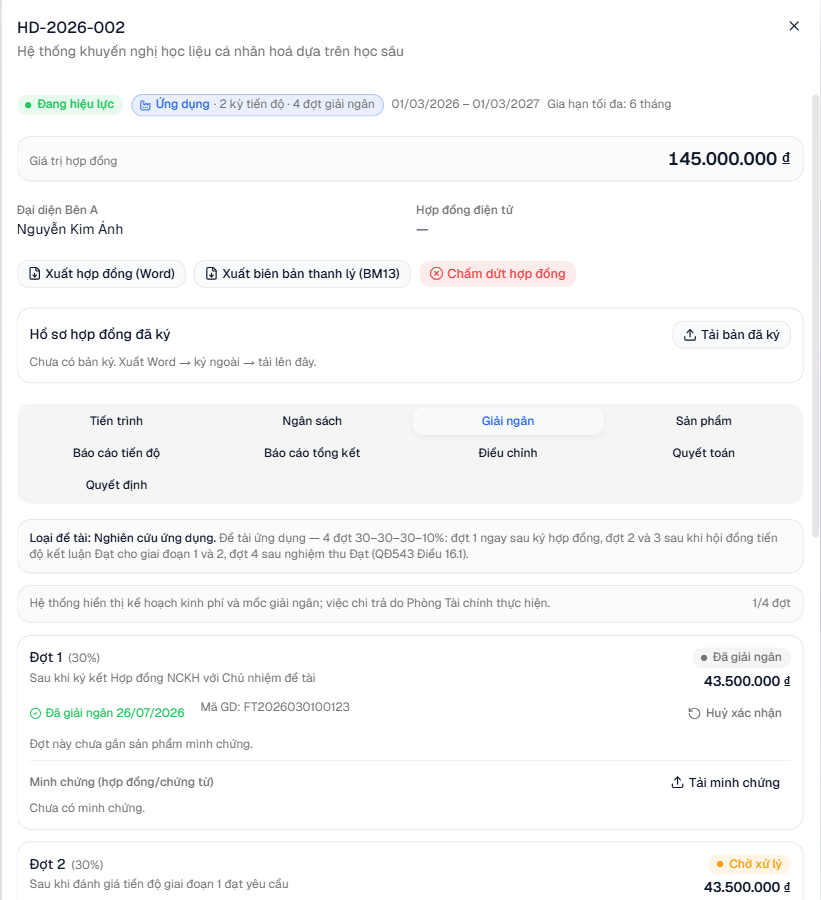 HD-2026-002
Hệ thống khuyến nghị học liệu cá nhân hoá dựa trên học sâu
Đang hiệu lực
Ứng dụng · 2 kỳ tiến độ · 4 đợt giải ngân
01/03/2026 – 01/03/2027
Gia hạn tối đa: 6 tháng
Giá trị hợp đồng
145.000.000 ₫
Đại diện Bên A
Nguyễn Kim Ánh
Hợp đồng điện tử
—
Xuất hợp đồng (Word)
Xuất biên bản thanh lý (BM13)
Chấm dứt hợp đồng
Hồ sơ hợp đồng đã ký
Tải bản đã ký
Chưa có bản ký. Xuất Word → ký ngoài → tải lên đây.
Tiến trình
Ngân sách
Giải ngân
Sản phẩm
Báo cáo tiến độ
Báo cáo tổng kết
Điều chỉnh
Quyết toán
Quyết định
Loại đề tài: Nghiên cứu ứng dụng. Đề tài ứng dụng — 4 đợt 30–30–30–10%: đợt 1 ngay sau ký hợp đồng, đợt 2 và 3 sau khi hội đồng tiến
độ kết luận Đạt cho giai đoạn 1 và 2, đợt 4 sau nghiệm thu Đạt (QĐ543 Điều 16.1).
Hệ thống hiển thị kế hoạch kinh phí và mốc giải ngân; việc chi trả do Phòng Tài chính thực hiện.
1/4 đợt
Đợt 1 (30%)
Đã giải ngân
Sau khi ký kết Hợp đồng NCKH với Chủ nhiệm đề tài
43.500.000 ₫
Đã giải ngân 26/07/2026
Mã GD: FT2026030100123
Huỷ xác nhận
Đợt này chưa gắn sản phẩm minh chứng.
Minh chứng (hợp đồng/chứng từ)
Tải minh chứng
Chưa có minh chứng.
Đợt 2 (30%)
Chờ xử lý
Sau khi đánh giá tiến độ giai đoạn 1 đạt yêu cầu
43.500.000 ₫